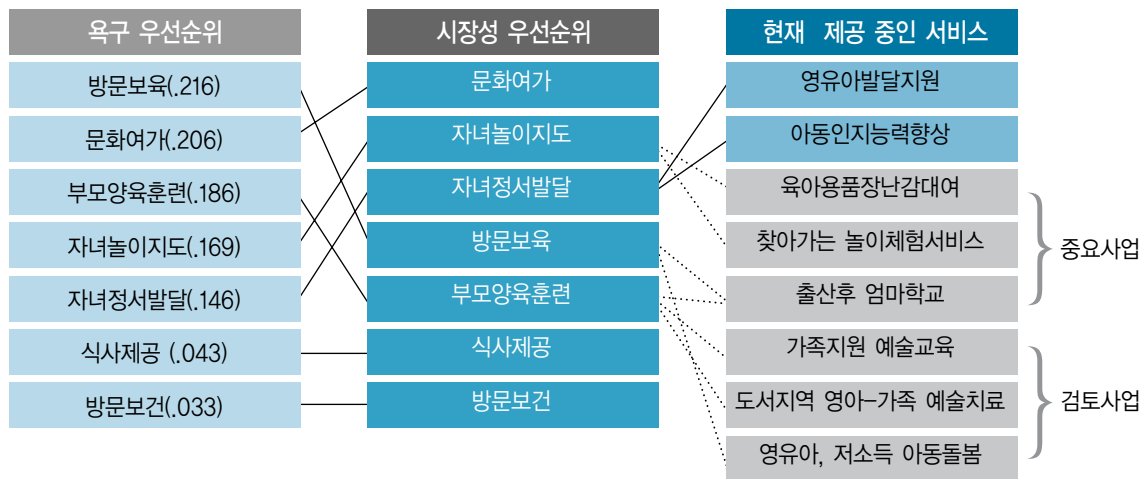 욕구 우선순위
방문보육(.216)
문화여가(.206)
부모양육훈련(.186)
자녀놀이지도(.169)
자녀정서발달(.146)
식사제공 (.043)
방문보건(.033)
시장성 우선순위
문화여가
자녀놀이지도
자녀정서발달
방문보육
부모양육훈련
식사제공
방문보건
현재 제공 중인 서비스
영유아발달지원
아동인지능력향상
육아용품장난감대여
찾아가는 놀이체험서비스
출산후 엄마학교
가족지원 예술교육
도서지역 영아-가족 예술치료
영유아, 저소득 아동돌봄
중요사업
검토사업